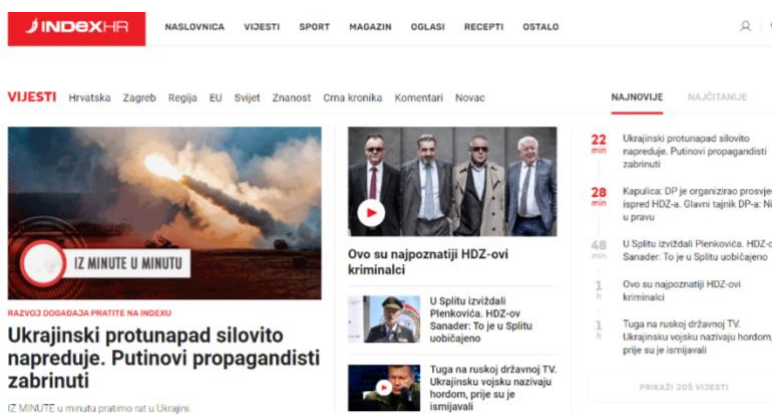 INDEXHR
NASLOVNICA VIJESTI SPORT MAGAZIN OGLASI RECEPTI OSTALO
VIJESTI Hrvatska Zagreb Regija EU Svijet Znanost Crna kronika Komentari Novac
IZ MINUTE U MINUTU
RAZVOJ DOGAĐAJA PRATITE NA INDEXU
Ukrajinski protunapad silovito
napreduje. Putinovi propagandisti
zabrinuti
IZ MINUTE u minutu pratimo rat u Ukrajini.
Ovo su najpoznatiji HDZ-ovi
kriminalci
U Splitu izviždali
Plenkovića. HDZ-ov
Sanader: To je u Splitu
uobičajeno
Tuga na ruskoj državnoj TV.
Ukrajinsku vojsku nazivaju
hordom, prije su je
ismijavali
NAJNOVIJE NAJČITANIJE
22
min
Ukrajinski protunapad silovito
napreduje. Putinovi propagandisti
zabrinuti
28
min
Kapulica: DP je organizirao prosvje
ispred HDZ-a. Glavni tajnik DP-a: Ni
u pravu
48
min
U Splitu izviždali Plenkovića. HDZ-o
Sanader: To je u Splitu uobičajeno
1
h
Ovo su najpoznatiji HDZ-ovi
kriminalci
1
h
Tuga na ruskoj državnoj TV.
Ukrajinsku vojsku nazivaju hordom,
prije su je ismijavali
PRIKAŽI JOŠ VIJESTI